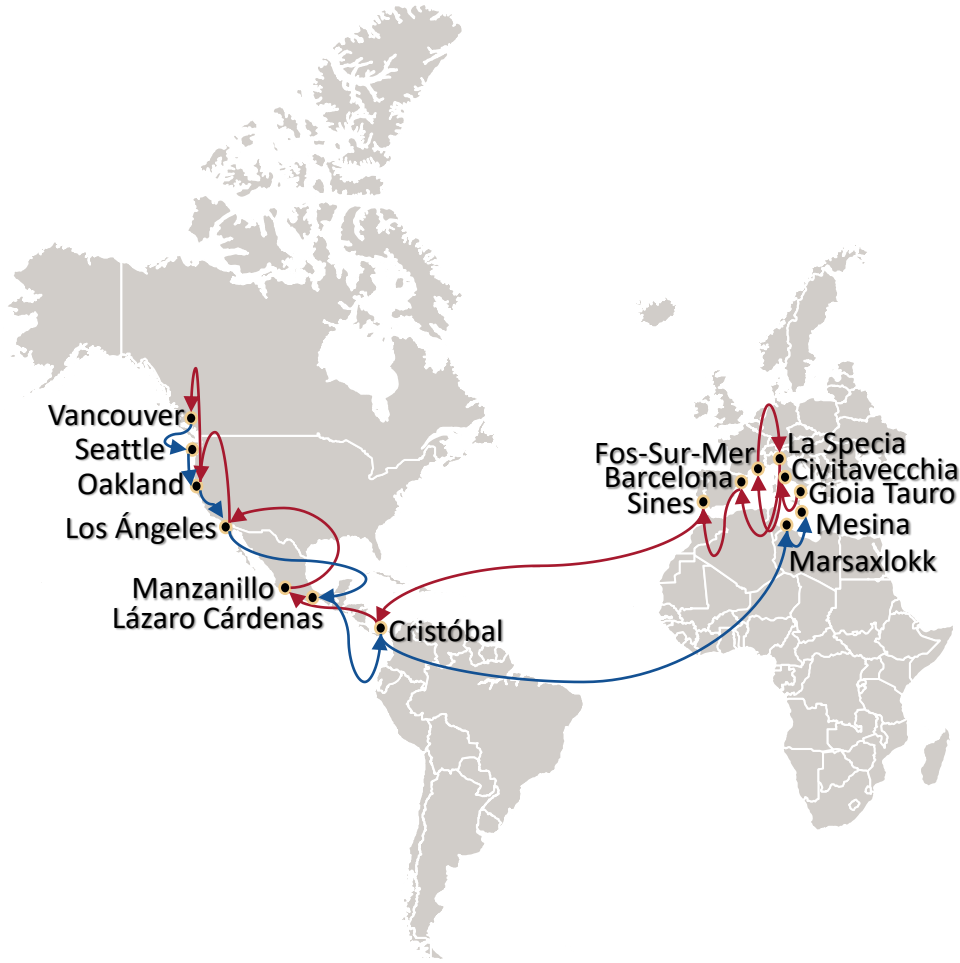 Vancouver
Seattle
Oakland
Los Ángeles
Manzanillo
Lázaro Cárdenas
Cristóbal
Fos-Sur-Mer
Barcelona
Sines
La Specia
Civitavecchia
Gioia Tauro
Mesina
Marsaxlokk